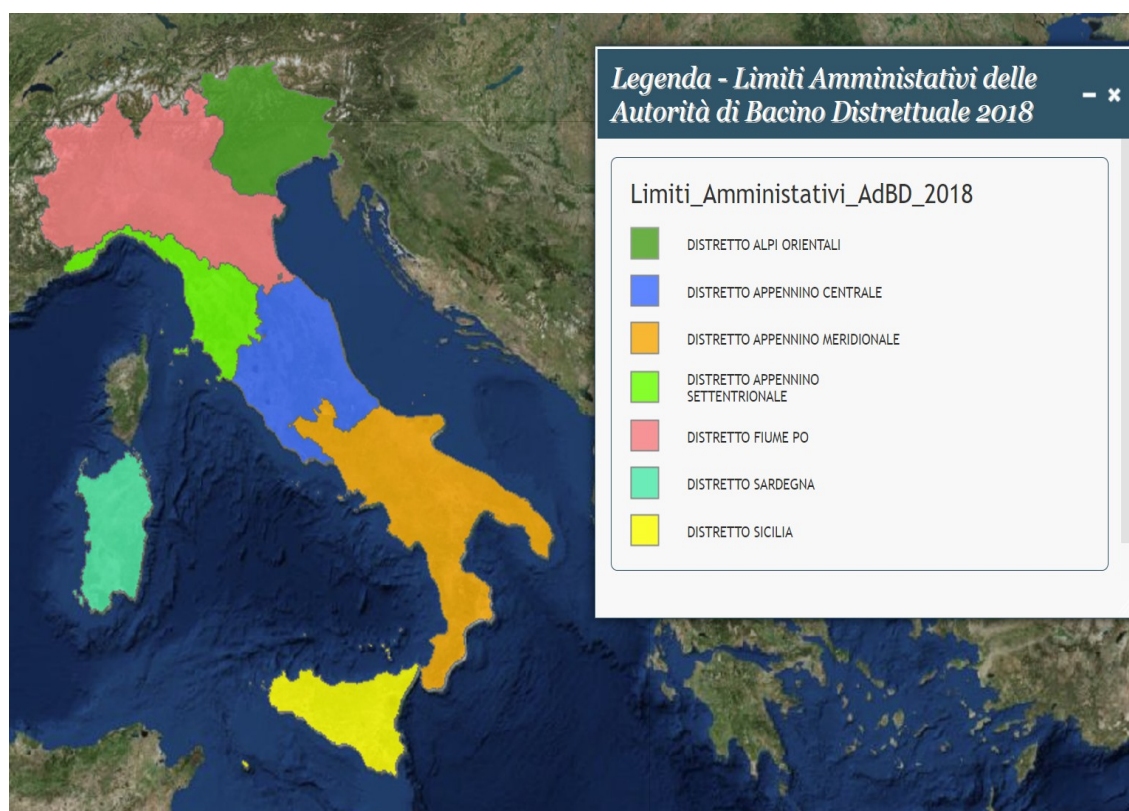 Legenda - Limiti Amministativi delle
Autorità di Bacino Distrettuale 2018
Limiti_Amministativi_AdBD_2018
DISTRETTO ALPI ORIENTALI
DISTRETTO APPENNINO CENTRALE
DISTRETTO APPENNINO MERIDIONALE
DISTRETTO APPENNINO
SETTENTRIONALE
DISTRETTO FIUME PO
DISTRETTO SARDEGNA
DISTRETTO SICILIA